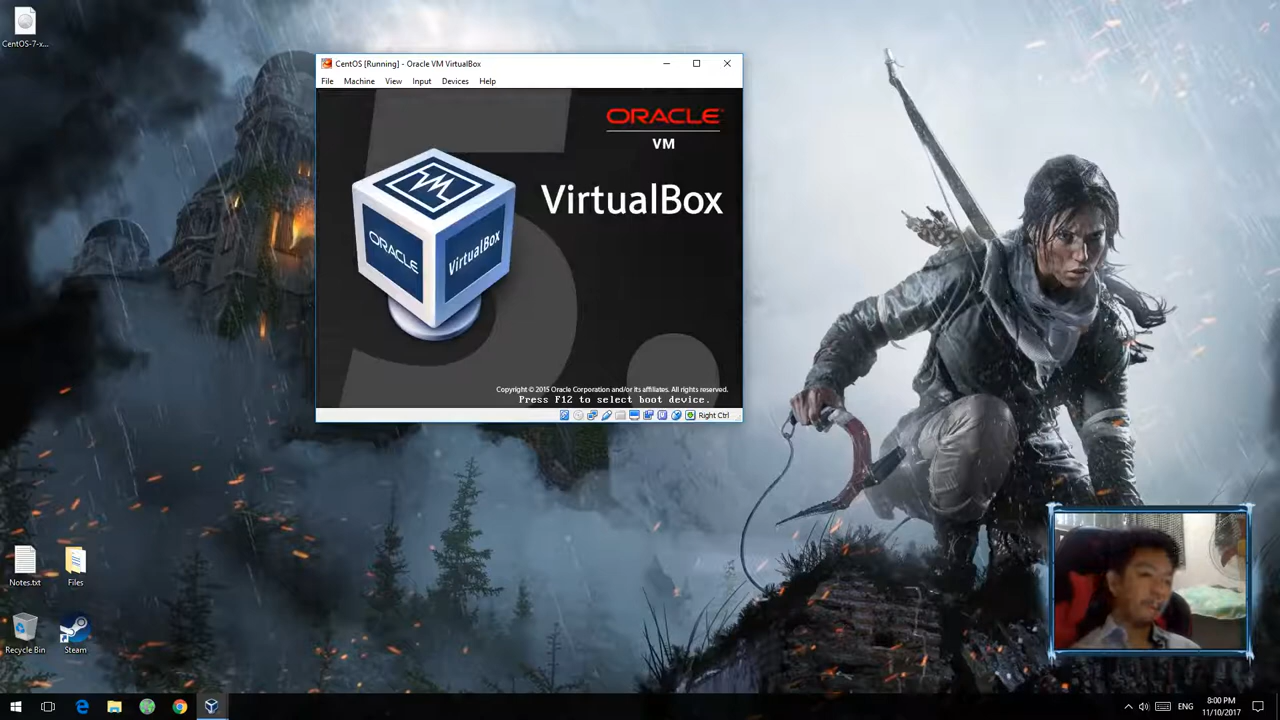 CentOS-7-x...
CentOS [Running] - Oracle VM VirtualBox
File Machine View Input Devices Help
ORACLE
VM
VirtualBox
ORACLE
VirtualBox
Copyright © 2015 Oracle Corporation and/or its affiliates. All rights reserved.
Press F12 to select boot device.
Right Ctrl
Notes.txt
Files
Recycle Bin
Steam
ENG
8:00 PM
11/10/2017